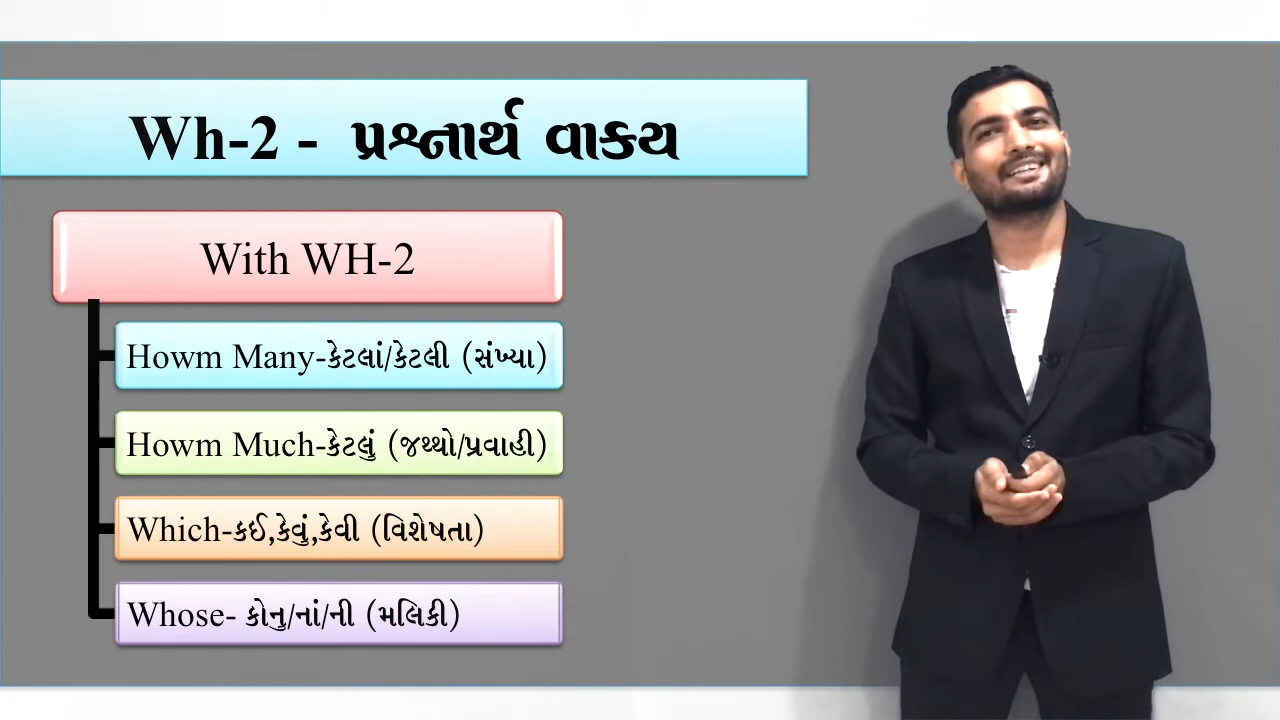 Wh-2 - પ્રશ્નાર્થ વાક્ય
With WH-2
Howm Many-કેટલાં/કેટલી (સંખ્યા)
Howm Much-કેટલું (જથ્થો/પ્રવાહી)
Which-કઈ,કેવું,કેવી (વિશેષતા)
Whose- કોનુ/નાં/ની (મલિકી)